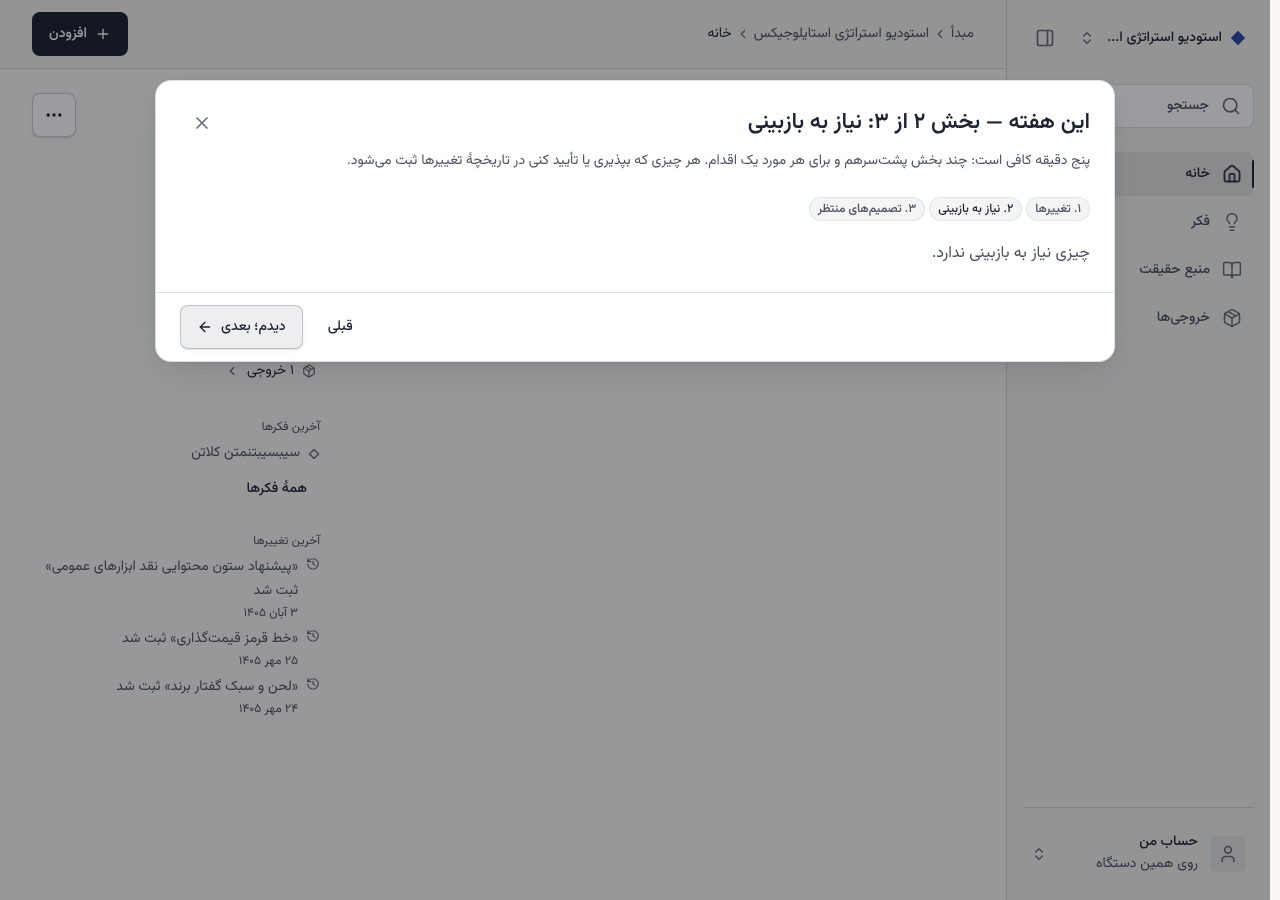 استودیو استراتژی ا...
مبدأ › استودیو استراتژی استایلوجیکس › خانه
افزودن
جستجو
خانه
فکر
منبع حقیقت
خروجی‌ها
این هفته — بخش ۲ از ۳: نیاز به بازبینی
پنج دقیقه کافی است: چند بخش پشت‌سرهم و برای هر مورد یک اقدام. هر چیزی که بپذیری یا تأیید کنی در تاریخچهٔ تغییرها ثبت می‌شود.
۱. تغییرها
۲. نیاز به بازبینی
۳. تصمیم‌های منتظر
چیزی نیاز به بازبینی ندارد.
قبلی
دیدم؛ بعدی
۱ خروجی
آخرین فکرها
سیبسیبتنمتن کلاتن
همهٔ فکرها
آخرین تغییرها
«پیشنهاد ستون محتوایی نقد ابزارهای عمومی»
ثبت شد
۳ آبان ۱۴۰۵
«خط قرمز قیمت‌گذاری» ثبت شد
۲۵ مهر ۱۴۰۵
«لحن و سبک گفتار برند» ثبت شد
۲۴ مهر ۱۴۰۵
حساب من
روی همین دستگاه